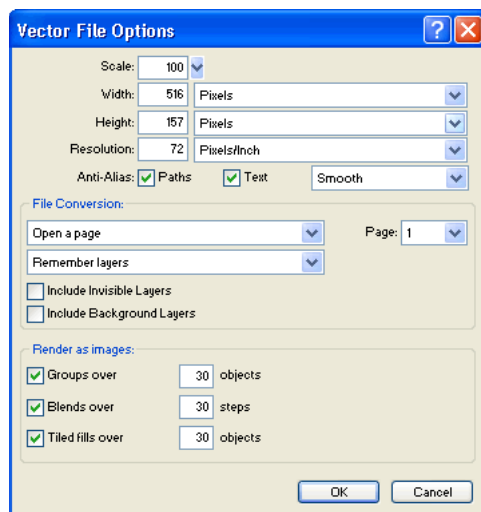 Vector File Options
Scale: 100
Width: 516 Pixels
Height: 157 Pixels
Resolution: 72 Pixels/Inch
Anti-Alias: Paths Text Smooth
File Conversion:
Open a page Page: 1
Remember layers
Include Invisible Layers
Include Background Layers
Render as images:
Groups over 30 objects
Blends over 30 steps
Tiled fills over 30 objects
OK Cancel